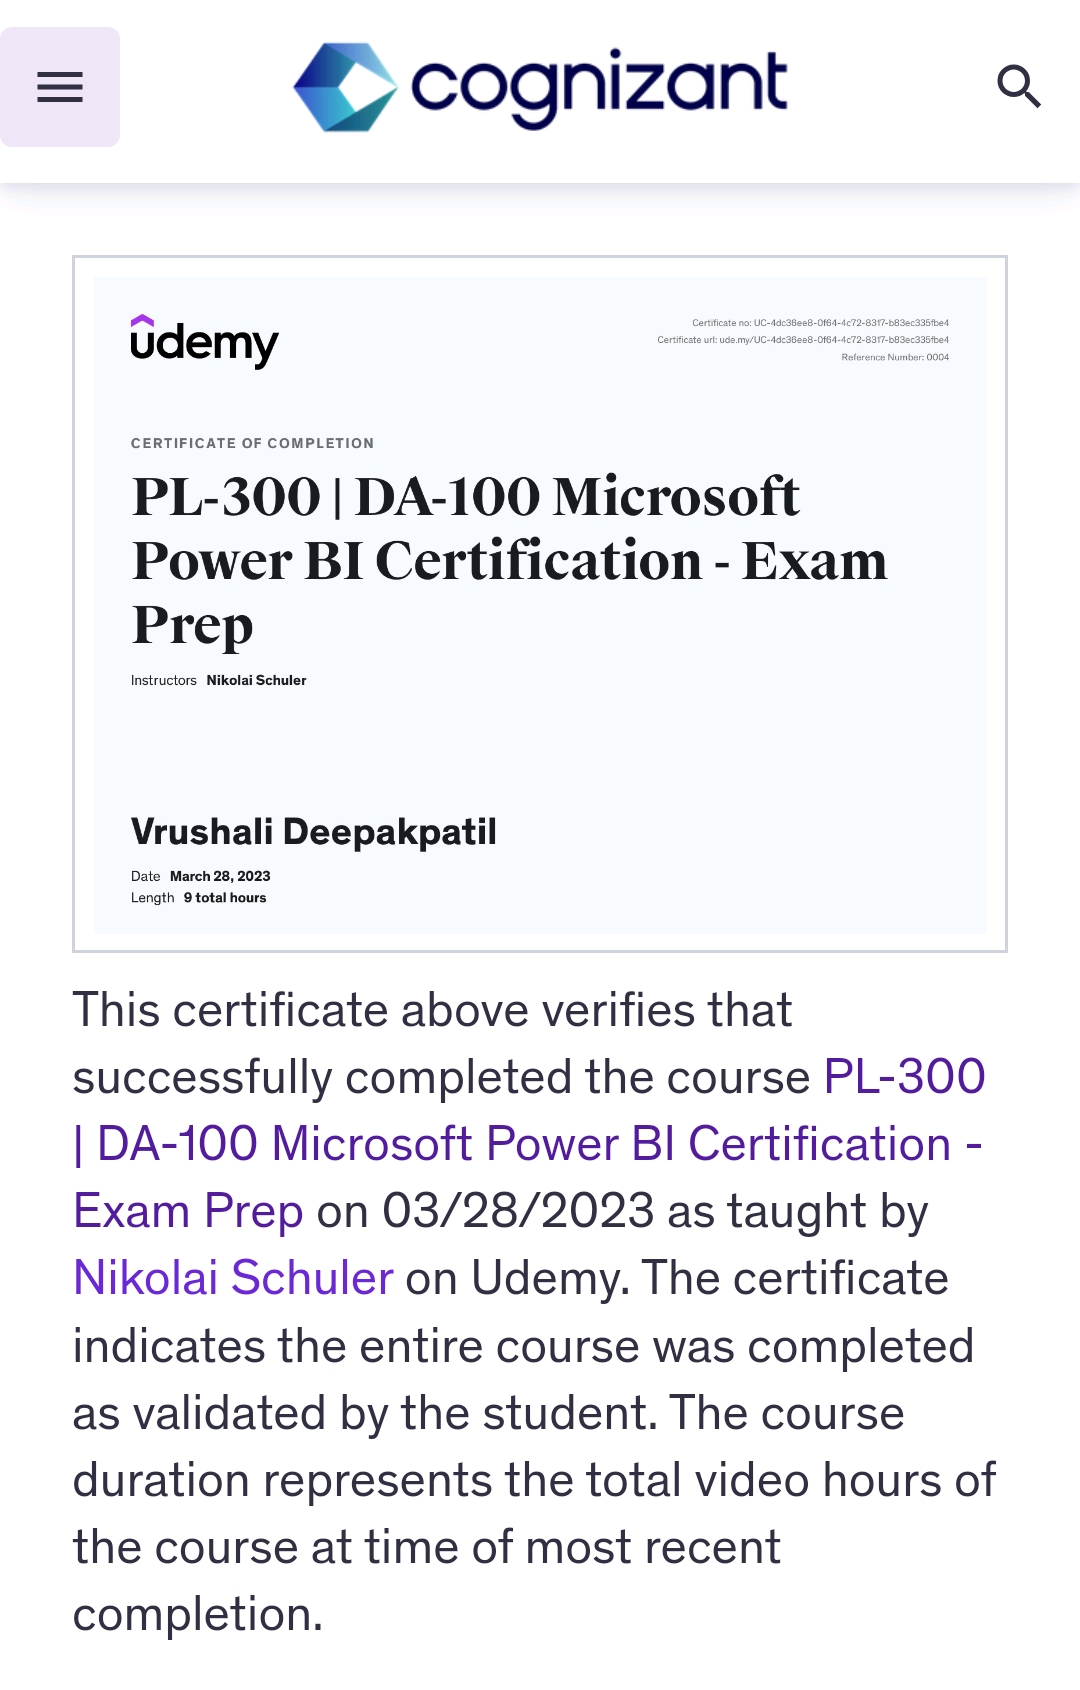 cognizant
udemy
Certificate no: UC-4dc36ee8-0f64-4c72-8317-b83ec335fbe4
Certificate url: ude.my/UC-4dc36ee8-0f64-4c72-8317-b83ec335fbe4
Reference Number: 0004
CERTIFICATE OF COMPLETION
PL-300 | DA-100 Microsoft
Power BI Certification - Exam
Prep
Instructors Nikolai Schuler
Vrushali Deepakpatil
Date March 28, 2023
Length 9 total hours
This certificate above verifies that
successfully completed the course PL-300
| DA-100 Microsoft Power BI Certification -
Exam Prep on 03/28/2023 as taught by
Nikolai Schuler on Udemy. The certificate
indicates the entire course was completed
as validated by the student. The course
duration represents the total video hours of
the course at time of most recent
completion.